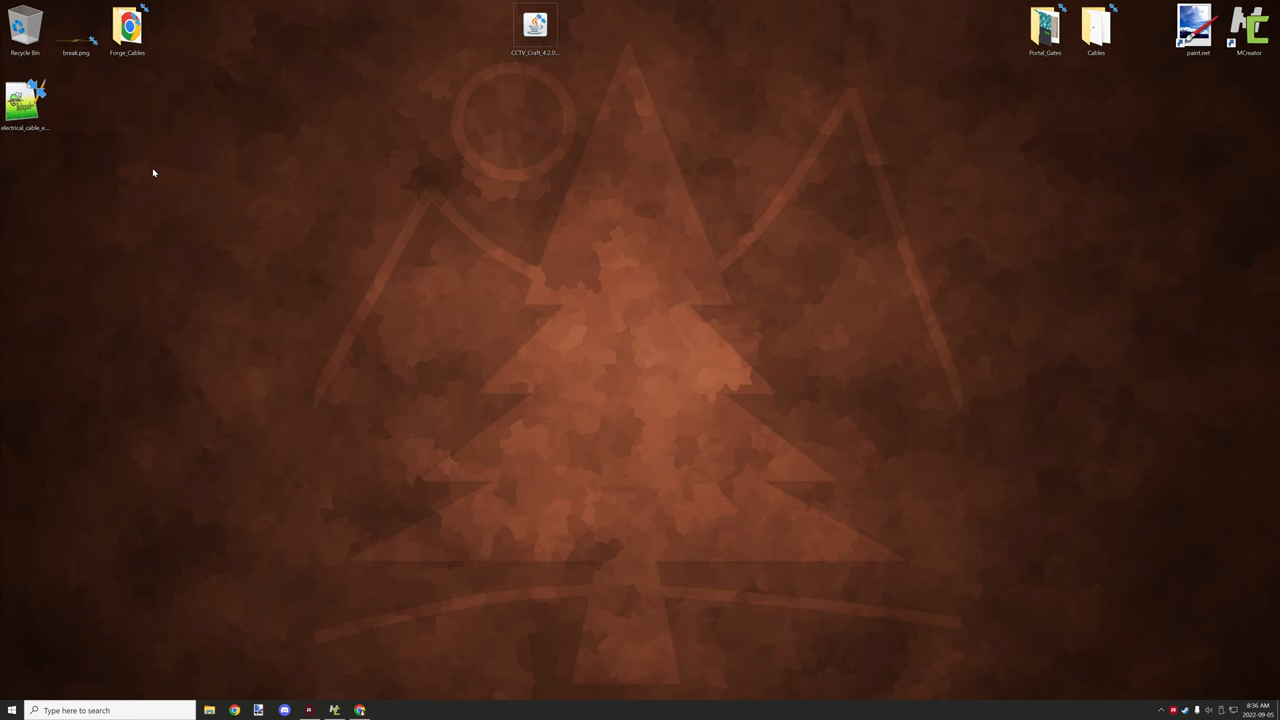 Recycle Bin
break.png
Forge_Cables
CCTV_Craft_4.2.0...
Portal_Gates
Cables
paint.net
MCreator
electrical_cable_e...
Type here to search
8:36 AM
2022-09-05